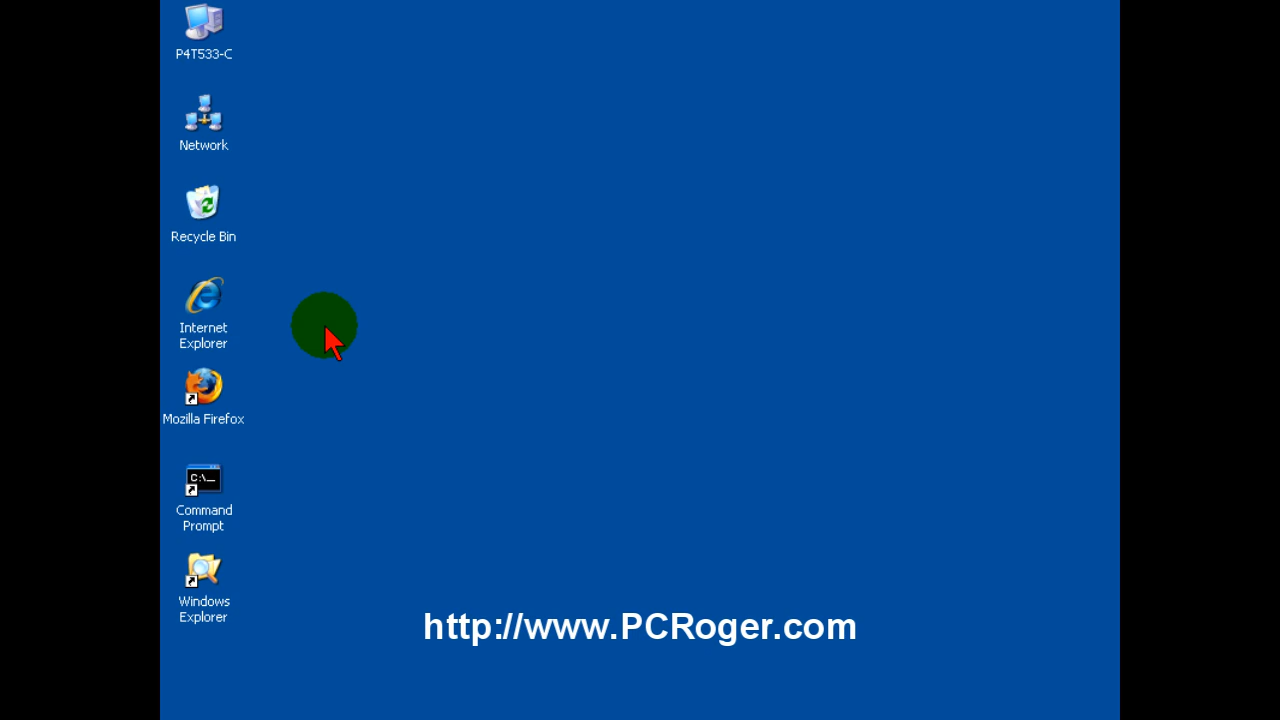 P4T533-C
Network
Recycle Bin
Internet
Explorer
Mozilla Firefox
C:\_
Command
Prompt
Windows
Explorer
http://www.PCRoger.com